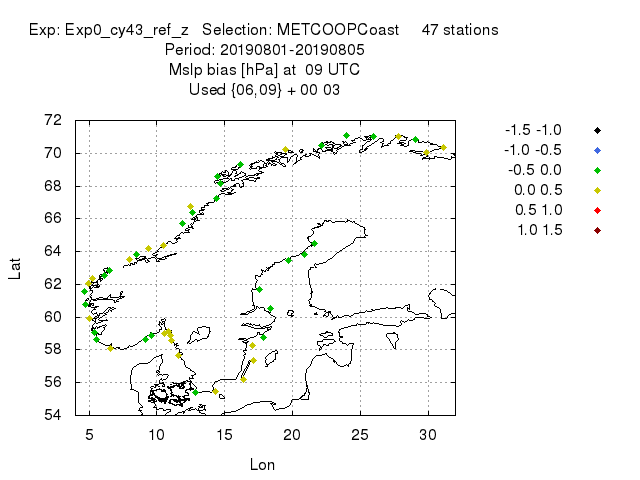 Exp: Exp0_cy43_ref_z   Selection: METCOOPCoast     47 stations
Period: 20190801-20190805
Mslp bias [hPa] at  09 UTC
Used {06,09} + 00 03
72
70
68
66
64
62
60
58
56
54
Lat
5 10 15 20 25 30
Lon
-1.5 -1.0
-1.0 -0.5
-0.5 0.0
0.0 0.5
0.5 1.0
1.0 1.5